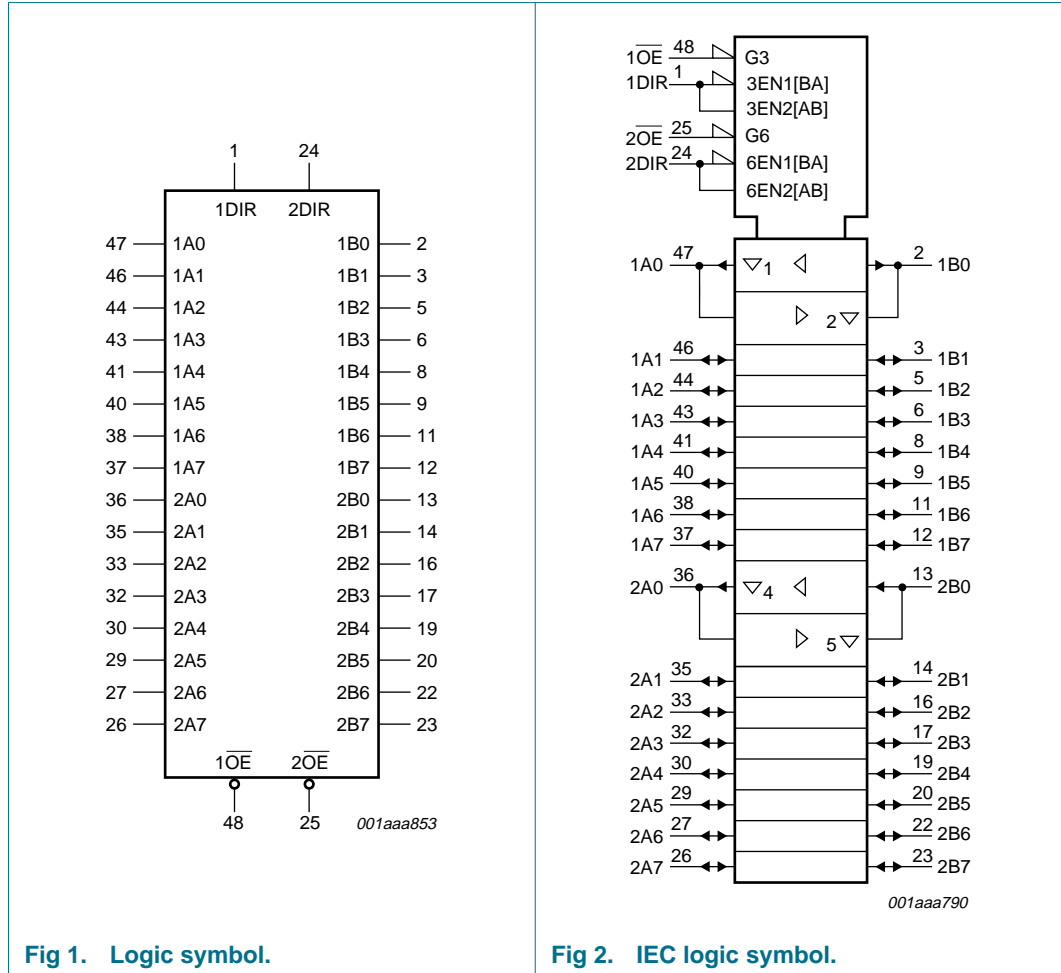 1 24
1DIR 2DIR
47 1A0 1B0 2
46 1A1 1B1 3
44 1A2 1B2 5
43 1A3 1B3 6
41 1A4 1B4 8
40 1A5 1B5 9
38 1A6 1B6 11
37 1A7 1B7 12
36 2A0 2B0 13
35 2A1 2B1 14
33 2A2 2B2 16
32 2A3 2B3 17
30 2A4 2B4 19
29 2A5 2B5 20
27 2A6 2B6 22
26 2A7 2B7 23
1O̅E̅ 2O̅E̅
48 25 001aaa853
Fig 1. Logic symbol.
1O̅E̅ 48 G3
1DIR 1 3EN1[BA]
3EN2[AB]
2O̅E̅ 25 G6
2DIR 24 6EN1[BA]
6EN2[AB]
1A0 47 1 2 1B0
2
1A1 46 3 1B1
1A2 44 5 1B2
1A3 43 6 1B3
1A4 41 8 1B4
1A5 40 9 1B5
1A6 38 11 1B6
1A7 37 12 1B7
2A0 36 4 13 2B0
5
2A1 35 14 2B1
2A2 33 16 2B2
2A3 32 17 2B3
2A4 30 19 2B4
2A5 29 20 2B5
2A6 27 22 2B6
2A7 26 23 2B7
001aaa790
Fig 2. IEC logic symbol.